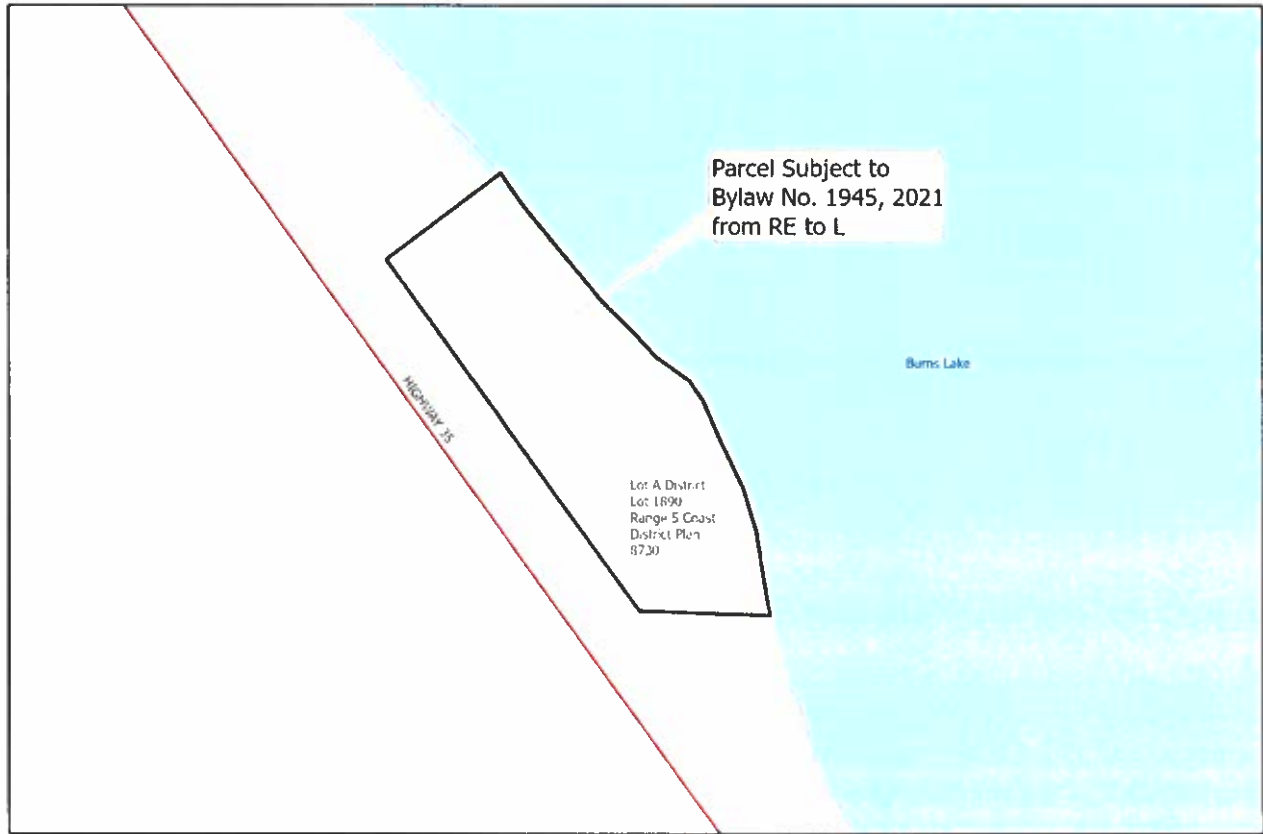 Parcel Subject to
Bylaw No. 1945, 2021
from RE to L
Burns Lake
HIGHWAY 35
Lot A District
Lot 1890
Range 5 Coast
District Plan
8730